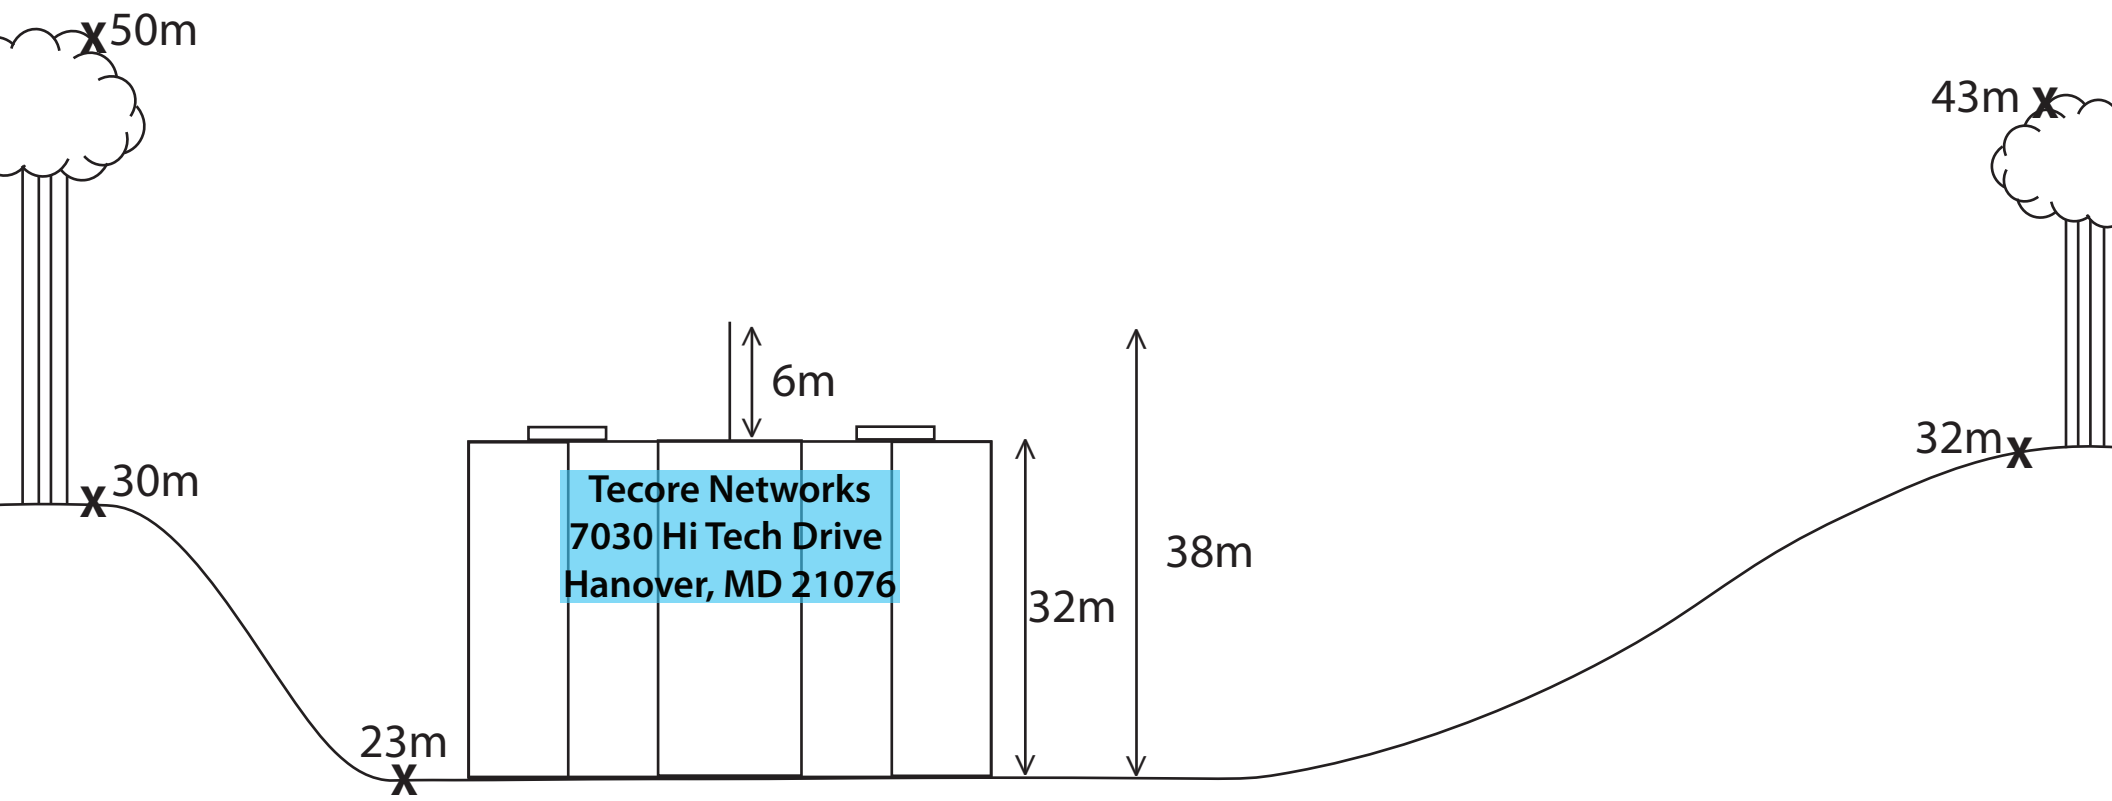 X 50m
43m X
6m
30m
X
32m X
Tecore Networks
7030 Hi Tech Drive
Hanover, MD 21076
38m
32m
23m
X